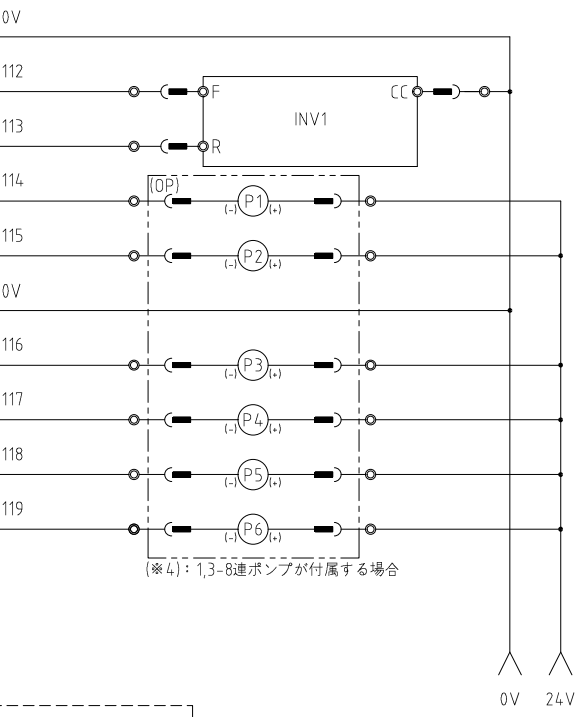 0V
112
F
CC
INV1
113
R
114
(OP)
(-) P1 (+)
115
(-) P2 (+)
0V
116
(-) P3 (+)
117
(-) P4 (+)
118
(-) P5 (+)
119
(-) P6 (+)
(※4): 1,3-8連ポンプが付属する場合
0V 24V